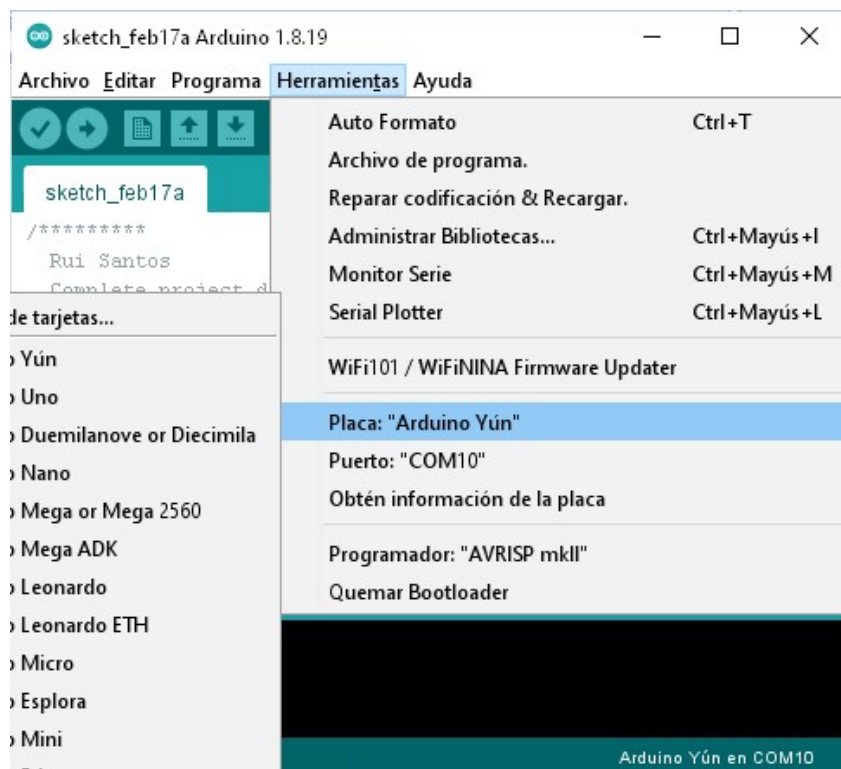 sketch_feb17a Arduino 1.8.19
Archivo Editar Programa Herramientas Ayuda
sketch_feb17a
/*********
Rui Santos
Complete project d
Auto Formato Ctrl+T
Archivo de programa.
Reparar codificación & Recargar.
Administrar Bibliotecas... Ctrl+Mayús+I
Monitor Serie Ctrl+Mayús+M
Serial Plotter Ctrl+Mayús+L
WiFi101 / WiFiNINA Firmware Updater
Placa: "Arduino Yún"
Puerto: "COM10"
Obtén información de la placa
Programador: "AVRISP mkII"
Quemar Bootloader
de tarjetas...
o Yún
o Uno
o Duemilanove or Diecimila
o Nano
o Mega or Mega 2560
o Mega ADK
o Leonardo
o Leonardo ETH
o Micro
o Esplora
o Mini
Arduino Yún en COM10